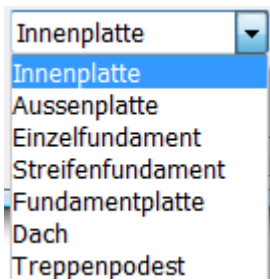 Innenplatte
Innenplatte
Aussenplatte
Einzelfundament
Streifenfundament
Fundamentplatte
Dach
Treppenpodest